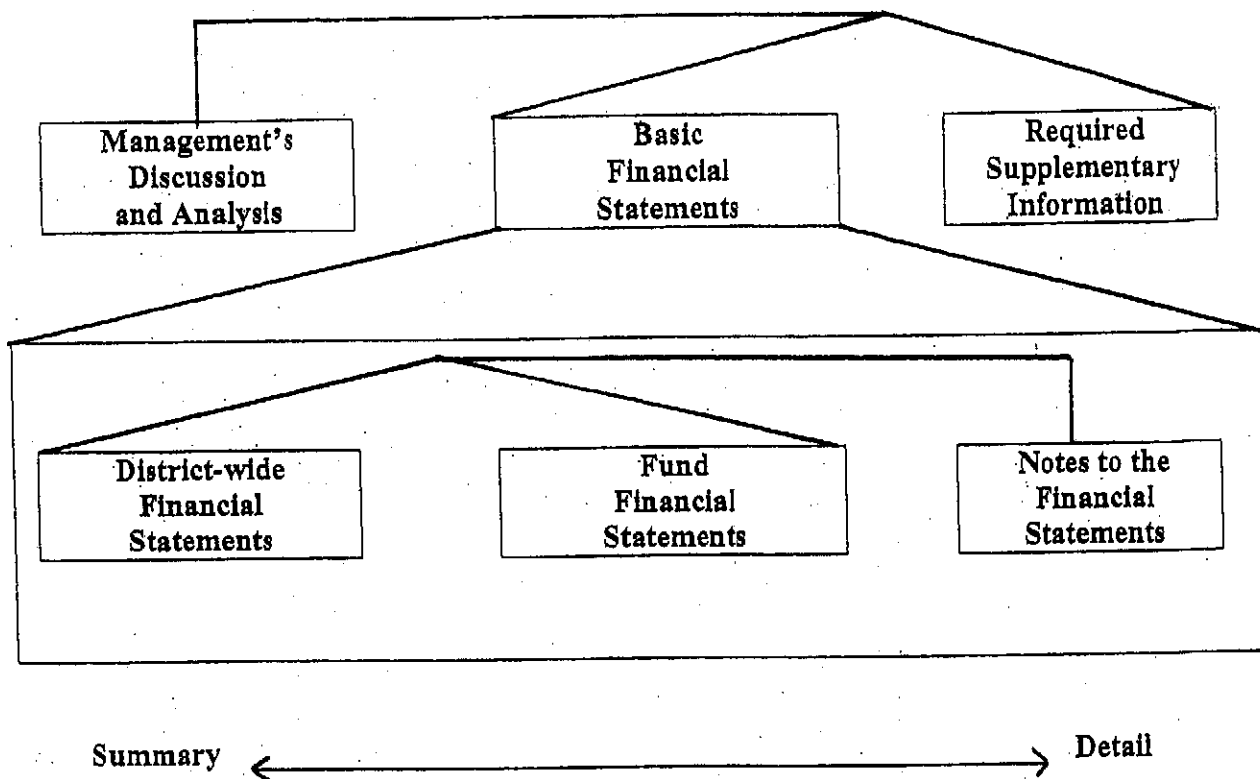 Management's
Discussion
and Analysis
Basic
Financial
Statements
Required
Supplementary
Information
District-wide
Financial
Statements
Fund
Financial
Statements
Notes to the
Financial
Statements
Summary
Detail